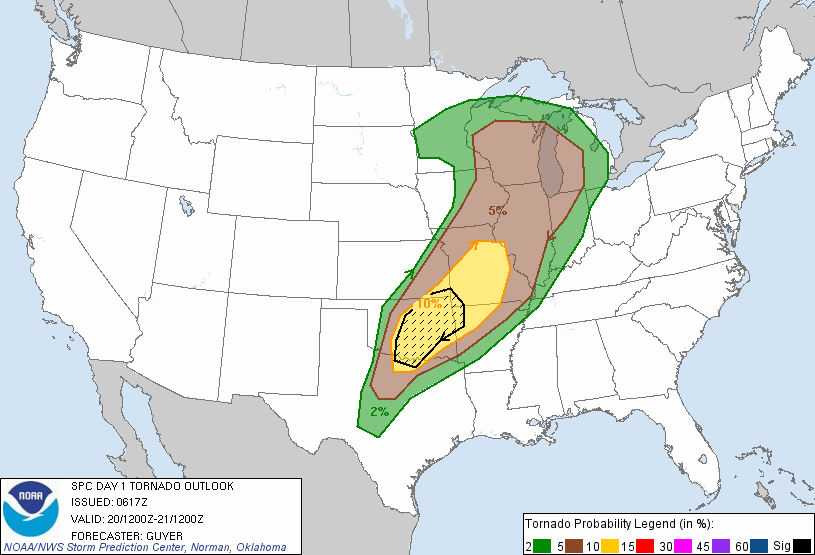 5%
10%
2%
NOAA
SPC DAY 1 TORNADO OUTLOOK
ISSUED: 0617Z
VALID: 20/1200Z-21/1200Z
FORECASTER: GUYER
NOAA/NWS Storm Prediction Center, Norman, Oklahoma
Tornado Probability Legend (in %):
2 5 10 15 30 45 60 Sig